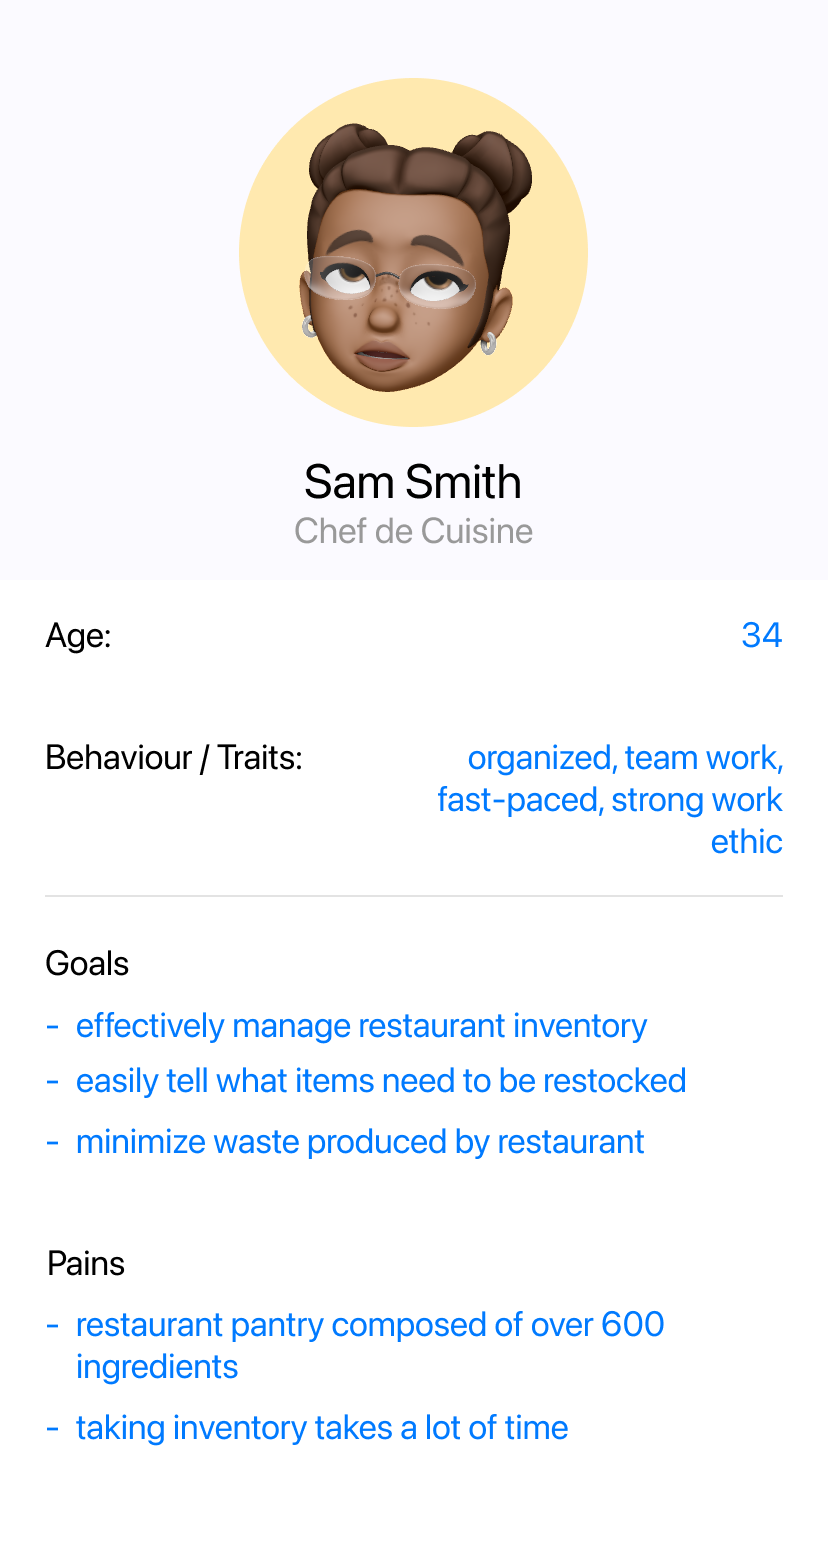 Sam Smith
Chef de Cuisine
Age:
34
Behaviour / Traits:
organized, team work,
fast-paced, strong work
ethic
Goals
- effectively manage restaurant inventory
- easily tell what items need to be restocked
- minimize waste produced by restaurant
Pains
- restaurant pantry composed of over 600
ingredients
- taking inventory takes a lot of time